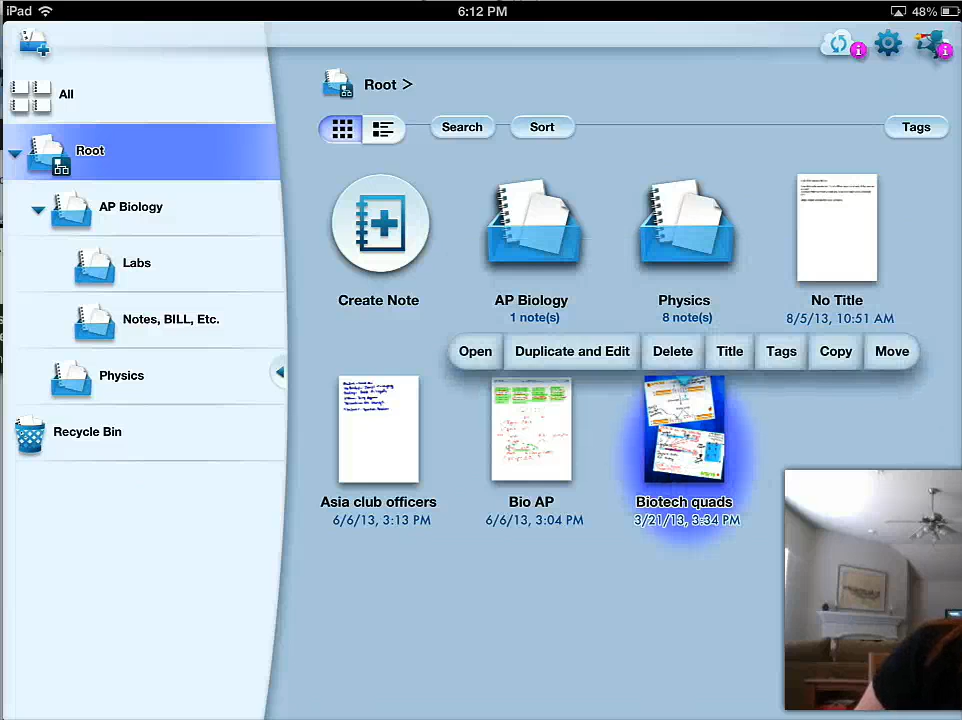 iPad 6:12 PM 48%
All
Root
AP Biology
Labs
Notes, BILL, Etc.
Physics
Recycle Bin
Root >
Search Sort Tags
Create Note AP Biology Physics No Title
1 note(s) 8 note(s) 8/5/13, 10:51 AM
Open Duplicate and Edit Delete Title Tags Copy Move
Asia club officers Bio AP Biotech quads
6/6/13, 3:13 PM 6/6/13, 3:04 PM 3/21/13, 3:34 PM